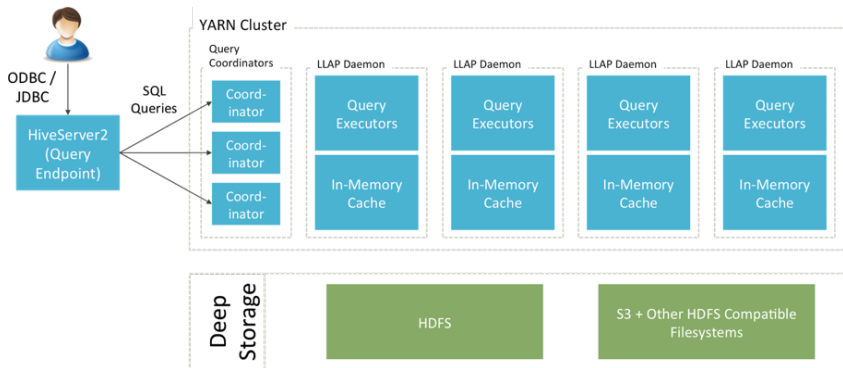 YARN Cluster
ODBC /
JDBC
SQL
Queries
HiveServer2
(Query
Endpoint)
Query
Coordinators
Coord-
inator
Coord-
inator
Coord-
inator
LLAP Daemon
Query
Executors
In-Memory
Cache
LLAP Daemon
Query
Executors
In-Memory
Cache
LLAP Daemon
Query
Executors
In-Memory
Cache
LLAP Daemon
Query
Executors
In-Memory
Cache
Deep
Storage
HDFS
S3 + Other HDFS Compatible
Filesystems